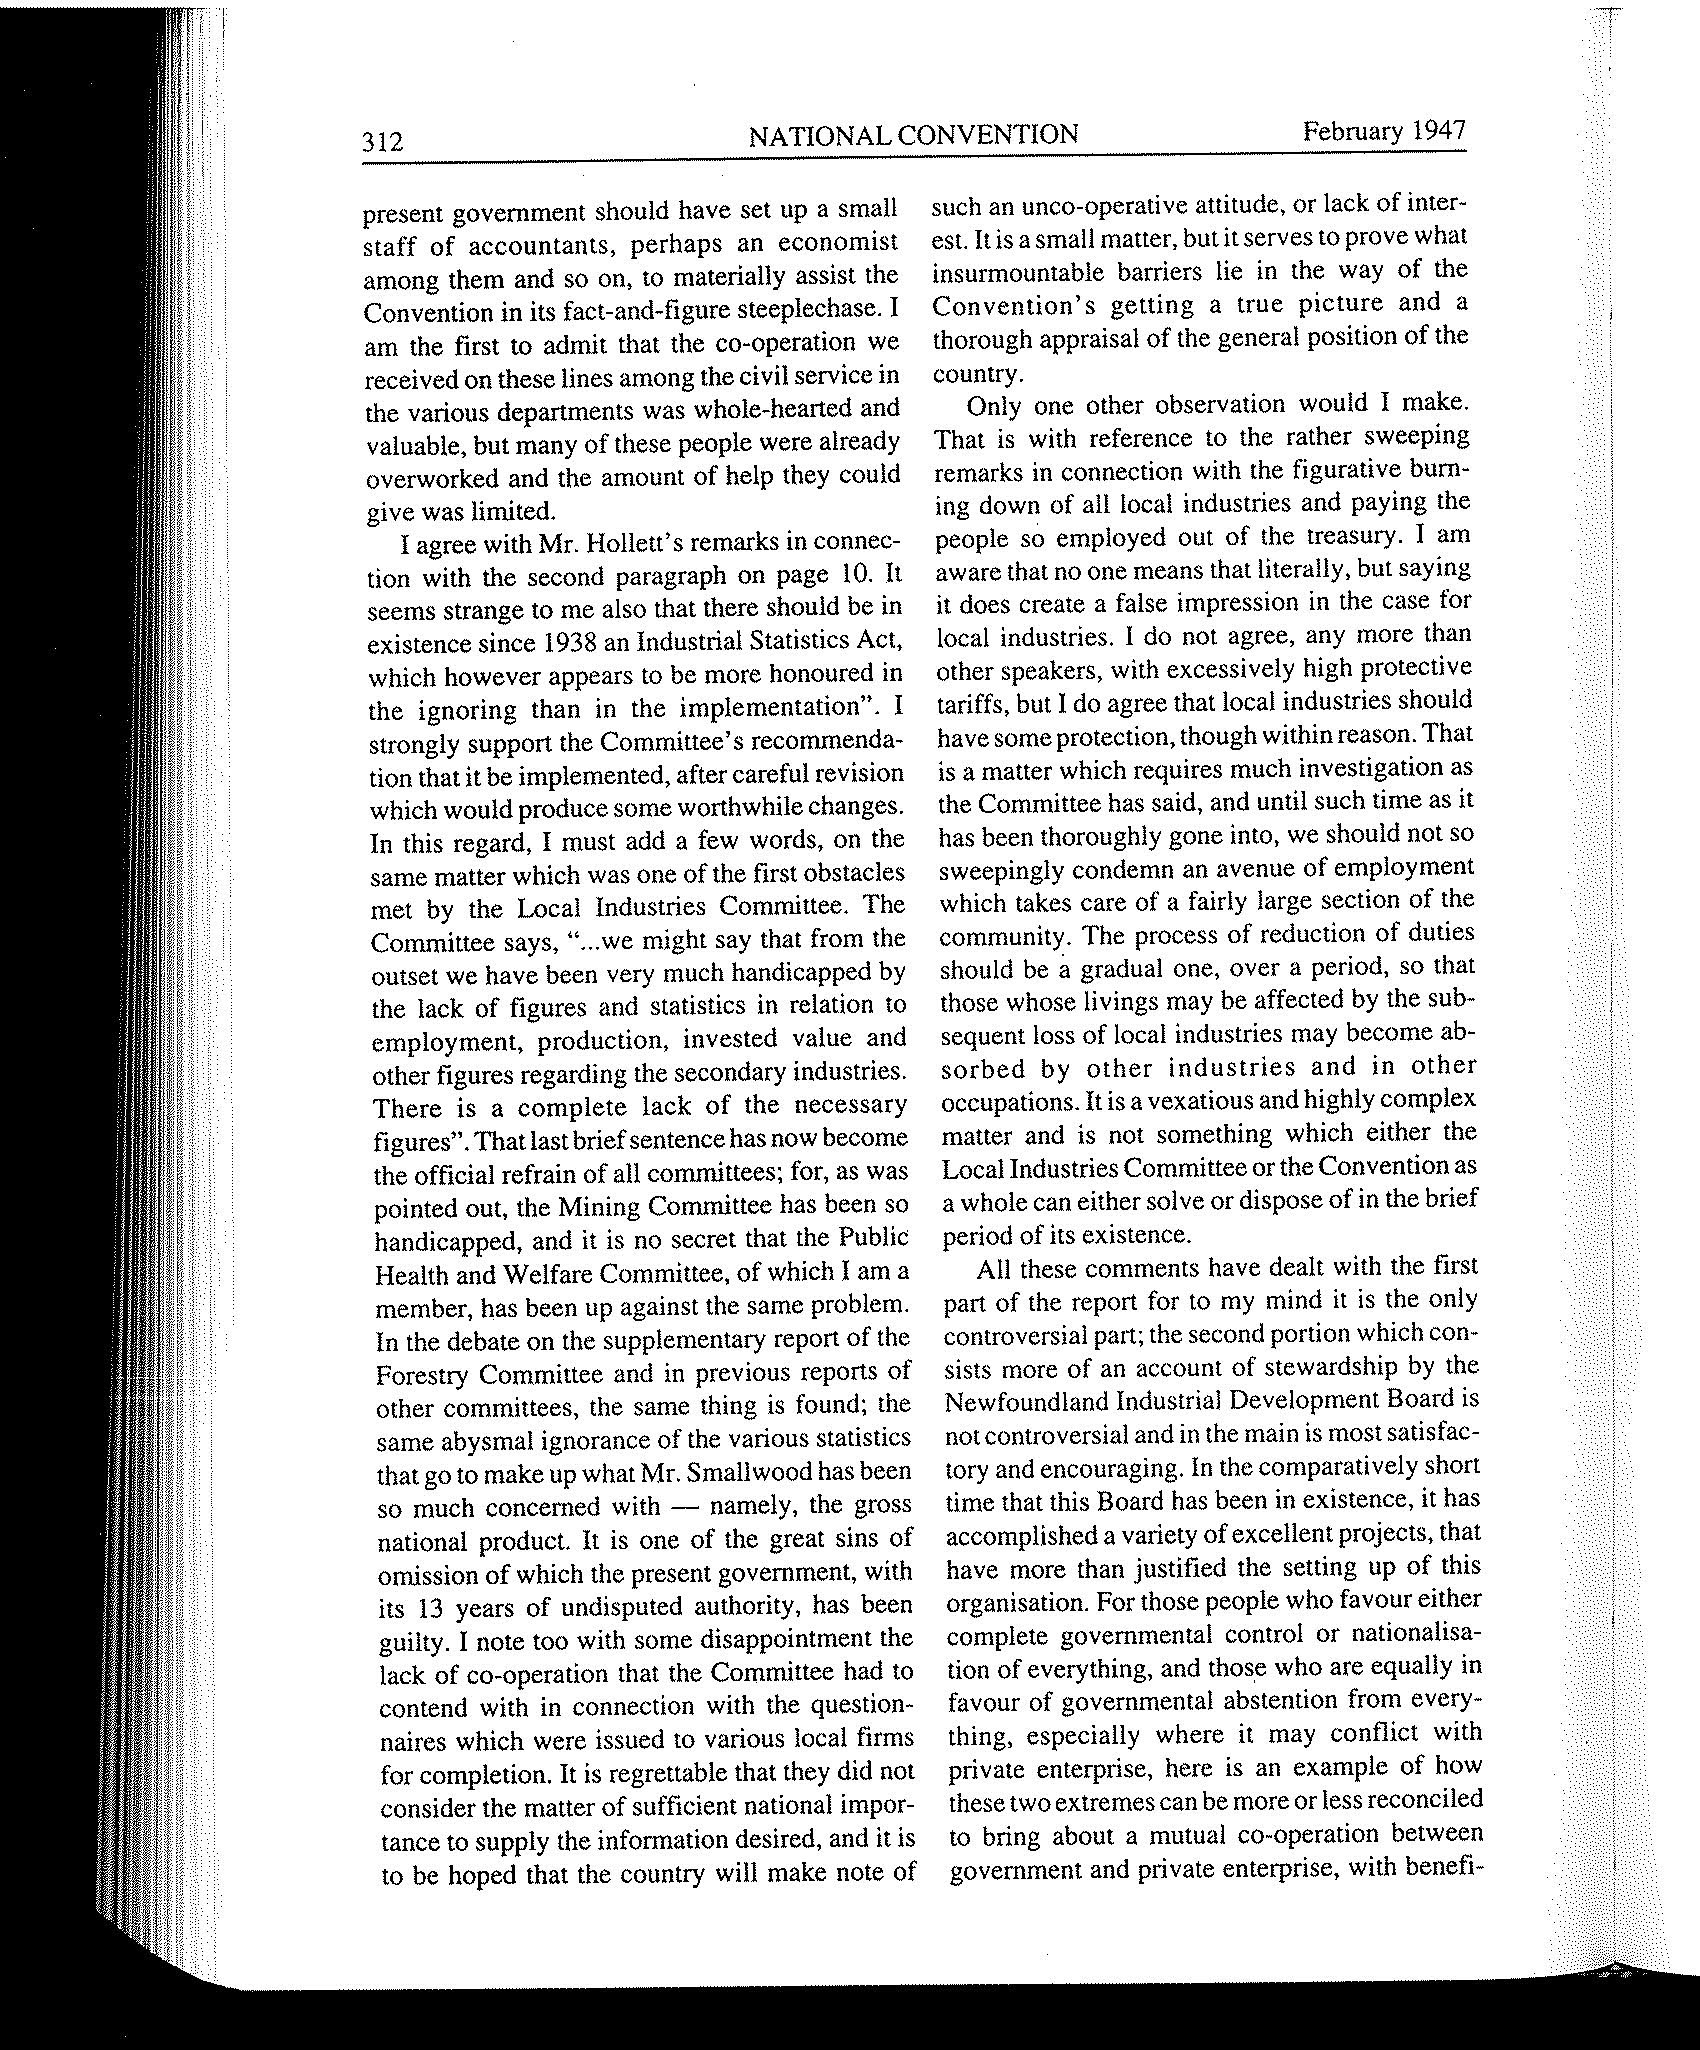 312
NATIONAL CONVENTION
February 1947
present government should have set up a small
staff of accountants, perhaps an economist
among them and so on, to materially assist the
Convention in its fact-and-figure steeplechase. I
am the first to admit that the co-operation we
received on these lines among the civil service in
the various departments was whole-hearted and
valuable, but many of these people were already
overworked and the amount of help they could
give was limited.
I agree with Mr. Hollett's remarks in connec-
tion with the second paragraph on page 10. It
seems strange to me also that there should be in
existence since 1938 an Industrial Statistics Act,
which however appears to be more honoured in
the ignoring than in the implementation". I
strongly support the Committee's recommenda-
tion that it be implemented, after careful revision
which would produce some worthwhile changes.
In this regard, I must add a few words, on the
same matter which was one of the first obstacles
met by the Local Industries Committee. The
Committee says, "...we might say that from the
outset we have been very much handicapped by
the lack of figures and statistics in relation to
employment, production, invested value and
other figures regarding the secondary industries.
There is a complete lack of the necessary
figures". That last brief sentence has now become
the official refrain of all committees; for, as was
pointed out, the Mining Committee has been so
handicapped, and it is no secret that the Public
Health and Welfare Committee, of which I am a
member, has been up against the same problem.
In the debate on the supplementary report of the
Forestry Committee and in previous reports of
other committees, the same thing is found; the
same abysmal ignorance of the various statistics
that go to make up what Mr. Smallwood has been
so much concerned with — namely, the gross
national product. It is one of the great sins of
omission of which the present government, with
its 13 years of undisputed authority, has been
guilty. I note too with some disappointment the
lack of co-operation that the Committee had to
contend with in connection with the question-
naires which were issued to various local firms
for completion. It is regrettable that they did not
consider the matter of sufficient national impor-
tance to supply the information desired, and it is
to be hoped that the country will make note of
such an unco-operative attitude, or lack of inter-
est. It is a small matter, but it serves to prove what
insurmountable barriers lie in the way of the
Convention's getting a true picture and a
thorough appraisal of the general position of the
country.
Only one other observation would I make.
That is with reference to the rather sweeping
remarks in connection with the figurative burn-
ing down of all local industries and paying the
people so employed out of the treasury. I am
aware that no one means that literally, but saying
it does create a false impression in the case for
local industries. I do not agree, any more than
other speakers, with excessively high protective
tariffs, but I do agree that local industries should
have some protection, though within reason. That
is a matter which requires much investigation as
the Committee has said, and until such time as it
has been thoroughly gone into, we should not so
sweepingly condemn an avenue of employment
which takes care of a fairly large section of the
community. The process of reduction of duties
should be a gradual one, over a period, so that
those whose livings may be affected by the sub-
sequent loss of local industries may become ab-
sorbed by other industries and in other
occupations. It is a vexatious and highly complex
matter and is not something which either the
Local Industries Committee or the Convention as
a whole can either solve or dispose of in the brief
period of its existence.
All these comments have dealt with the first
part of the report for to my mind it is the only
controversial part; the second portion which con-
sists more of an account of stewardship by the
Newfoundland Industrial Development Board is
not controversial and in the main is most satisfac-
tory and encouraging. In the comparatively short
time that this Board has been in existence, it has
accomplished a variety of excellent projects, that
have more than justified the setting up of this
organisation. For those people who favour either
complete governmental control or nationalisa-
tion of everything, and those who are equally in
favour of governmental abstention from every-
thing, especially where it may conflict with
private enterprise, here is an example of how
these two extremes can be more or less reconciled
to bring about a mutual co-operation between
government and private enterprise, with benefi-